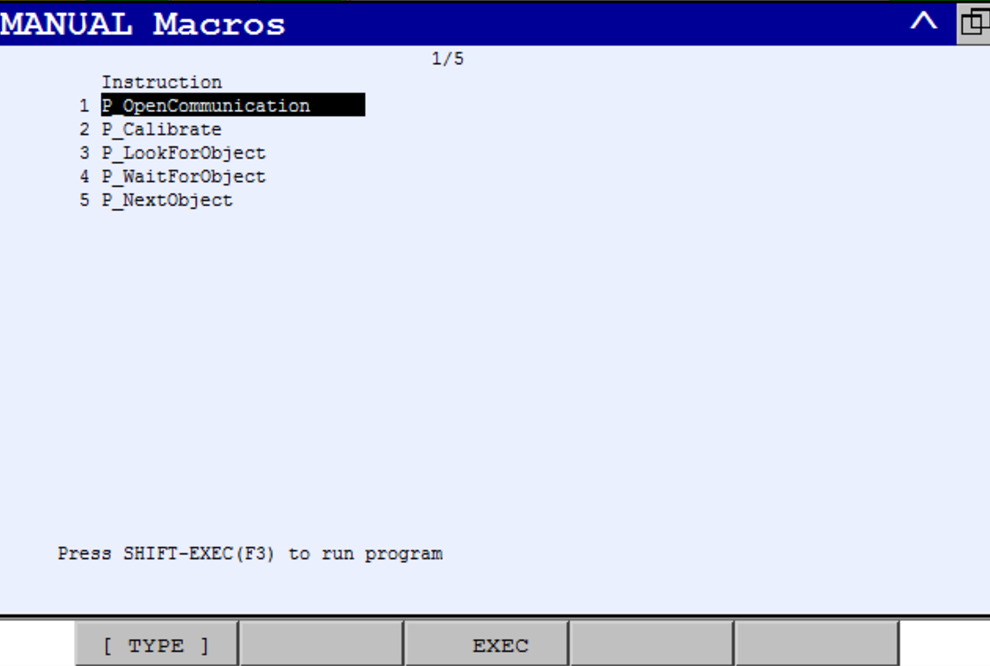 MANUAL Macros
1/5
Instruction
1 P_OpenCommunication
2 P_Calibrate
3 P_LookForObject
4 P_WaitForObject
5 P_NextObject
Press SHIFT-EXEC(F3) to run program
[ TYPE ] EXEC